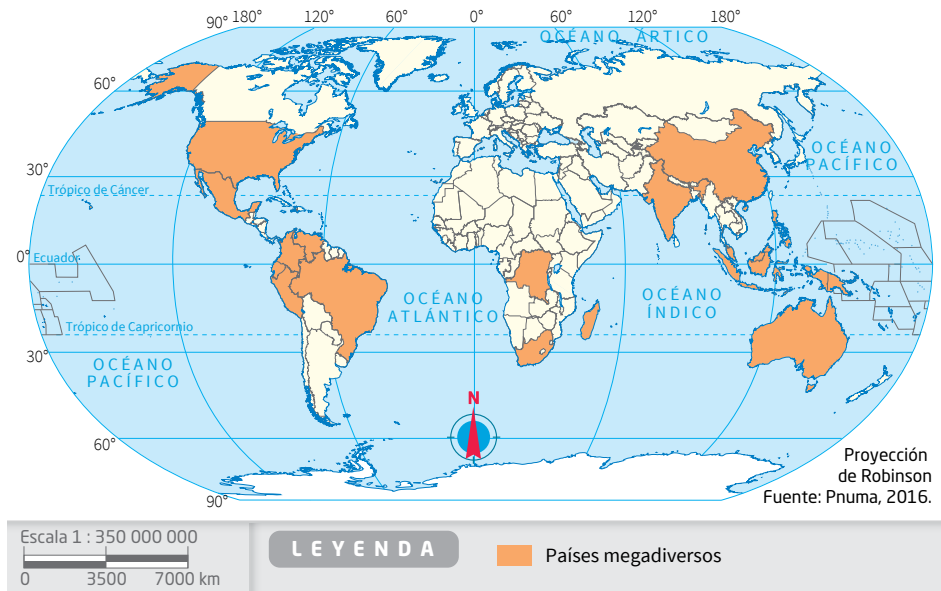 90° 180° 120° 60° 0° 60° 120° 180°
OCÉANO ÁRTICO
60°
OCÉANO
PACÍFICO
30°
Trópico de Cáncer
0°
Ecuador
OCÉANO
ATLÁNTICO
OCÉANO
ÍNDICO
Trópico de Capricornio
30°
OCÉANO
PACÍFICO
N
60°
90°
Proyección
de Robinson
Fuente: Pnuma, 2016.
Escala 1 : 350 000 000
0 3500 7000 km
LEYENDA
Países megadiversos